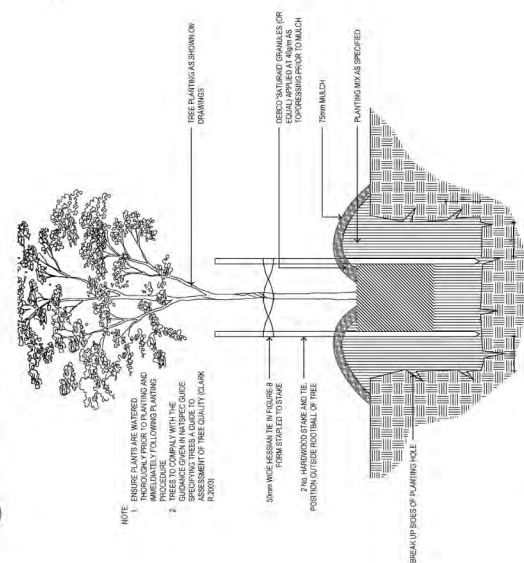 NOTE:
1. ENSURE PLANTS ARE WATERED
THOROUGHLY PRIOR TO PLANTING AND
IMMEDIATELY FOLLOWING PLANTING
PROCEDURE
2. TREES TO COMPALY WITH THE
GUIDANCE GIVEN IN NATSPEC GUIDE:
SPECIFYING TREES A GUIDE TO
ASSESSMENT OF TREE QUALITY (CLARK
R.2003)
50mm WIDE HESSIAN TIE IN FIGURE-8
FORM STAPLED TO STAKE.
2 No. HARDWOOD STAKE AND TIE,
POSITION OUTSIDE ROOTBALL OF TREE
BREAK UP SIDES OF PLANTING HOLE
TREE PLANTING AS SHOWN ON
DRAWINGS
DEBCO 'SATURAID' GRANULES (OR
EQUAL) APPLIED AT 40g/m AS
TOPDRESSING PRIOR TO MULCH
75mm MULCH
PLANTING MIX AS SPECIFIED